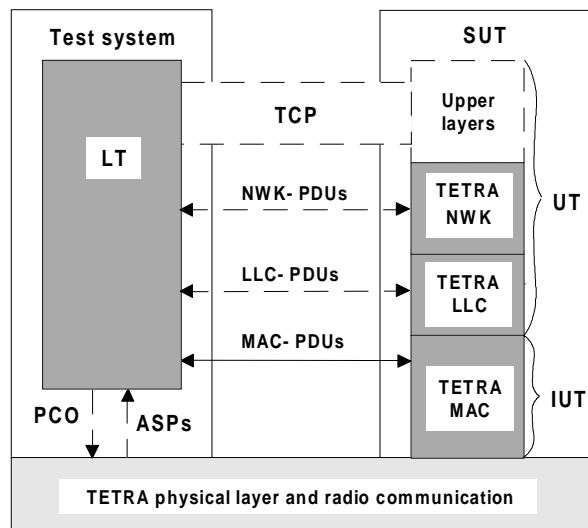 Test system
SUT
TCP
Upper
layers
LT
NWK- PDUs
TETRA
NWK
UT
LLC- PDUs
TETRA
LLC
MAC- PDUs
TETRA
MAC
IUT
PCO
ASPs
TETRA physical layer and radio communication